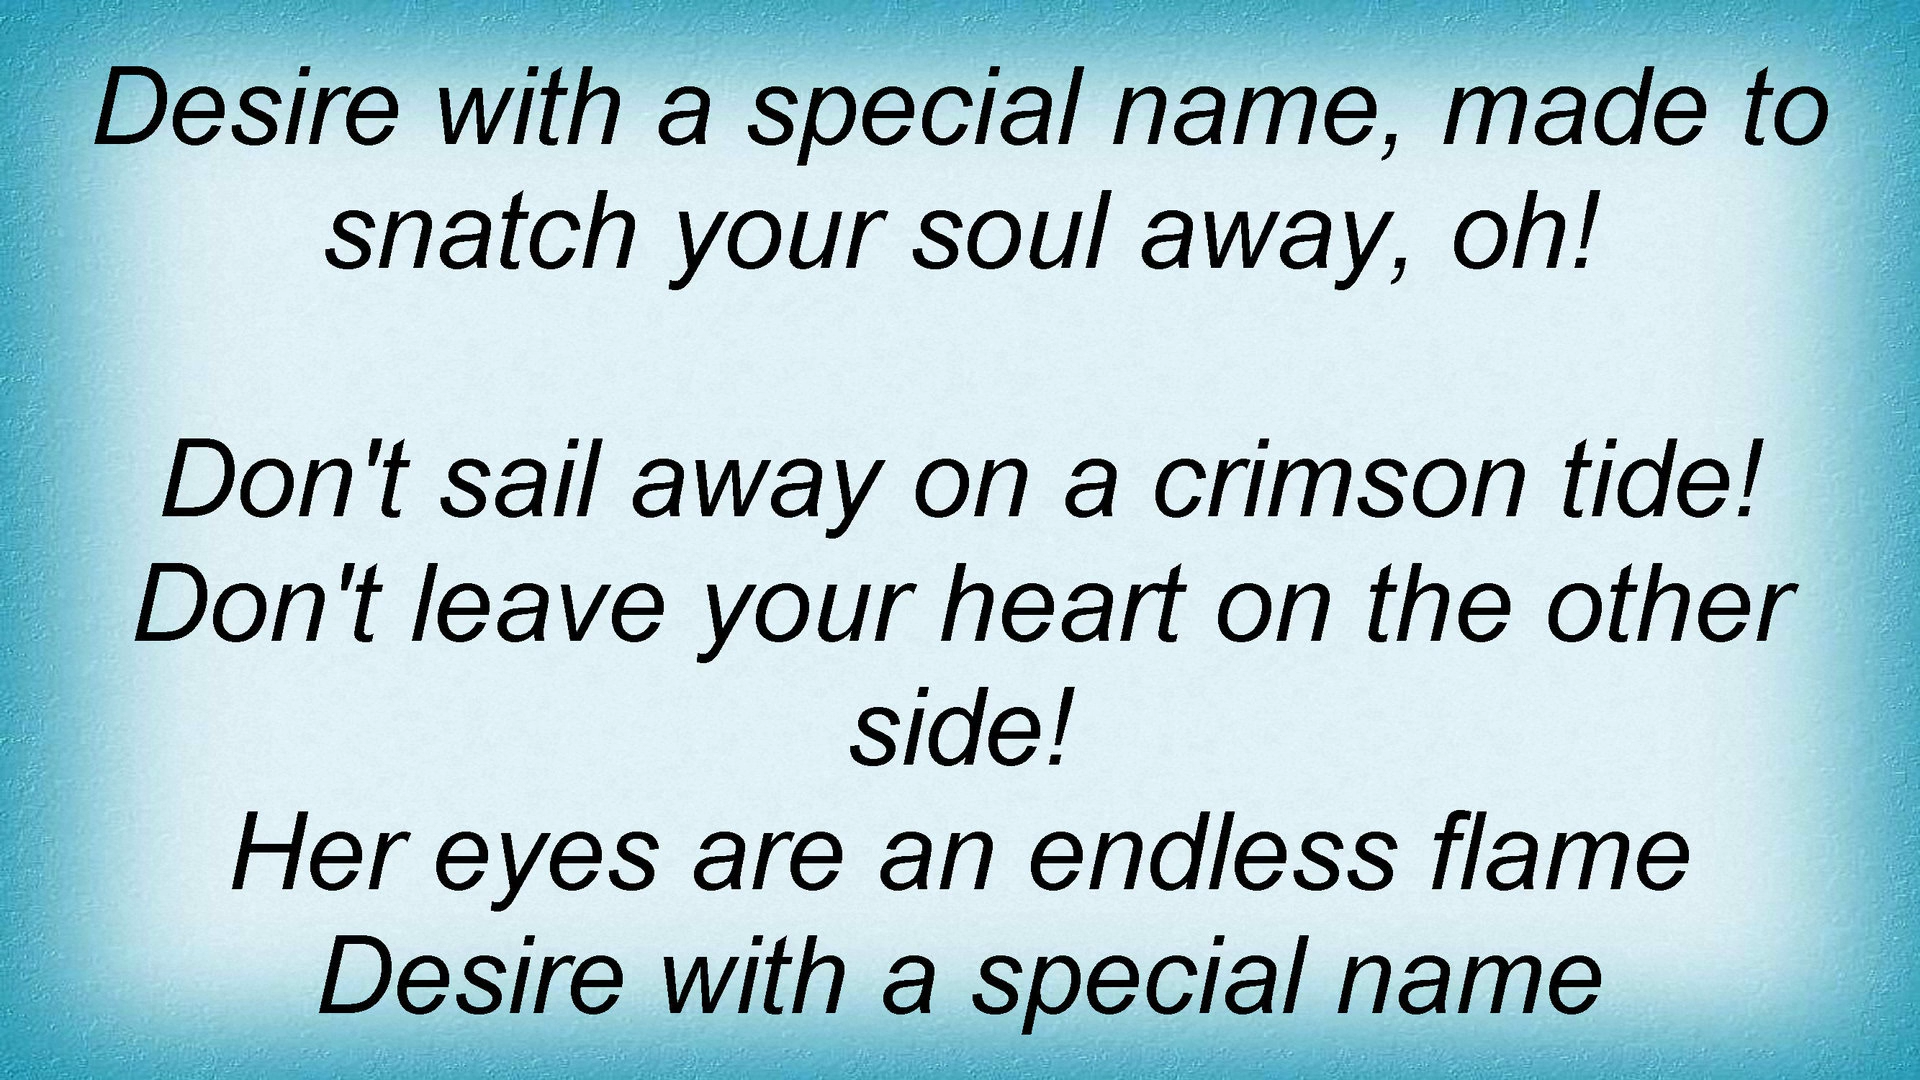 Desire with a special name, made to
snatch your soul away, oh!
Don't sail away on a crimson tide!
Don't leave your heart on the other
side!
Her eyes are an endless flame
Desire with a special name